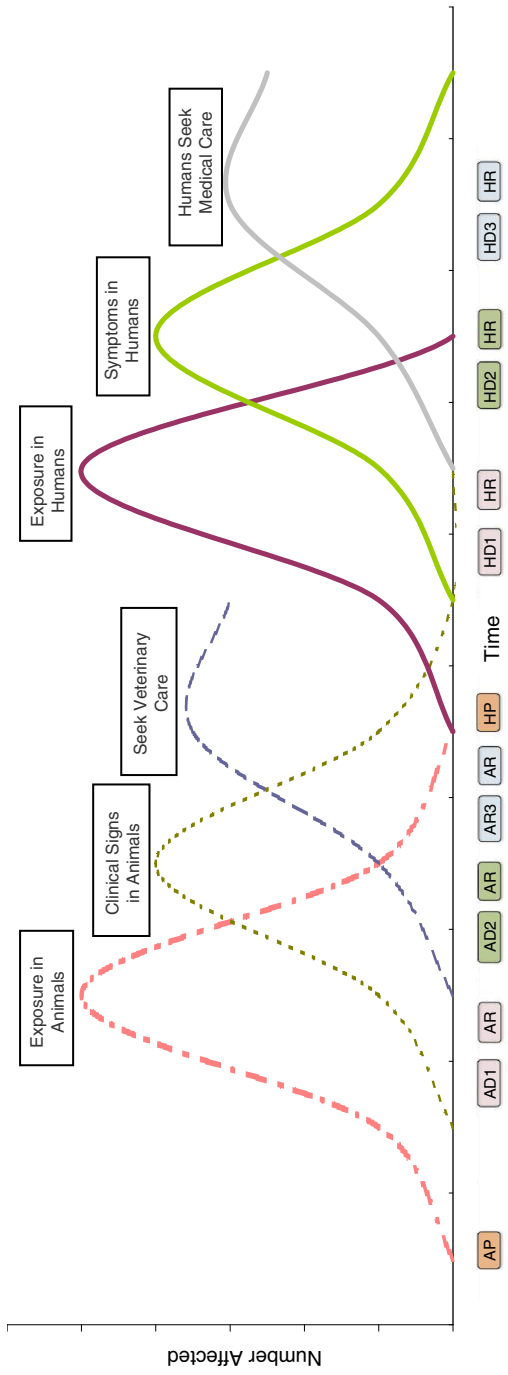 Exposure in
Animals
Clinical Signs
in Animals
Seek Veterinary
Care
Exposure in
Humans
Symptoms in
Humans
Humans Seek
Medical Care
Number Affected
AP
AD1
AR
AD2
AR
AR3
AR
HP
HD1
HR
HD2
HR
HD3
HR
Time